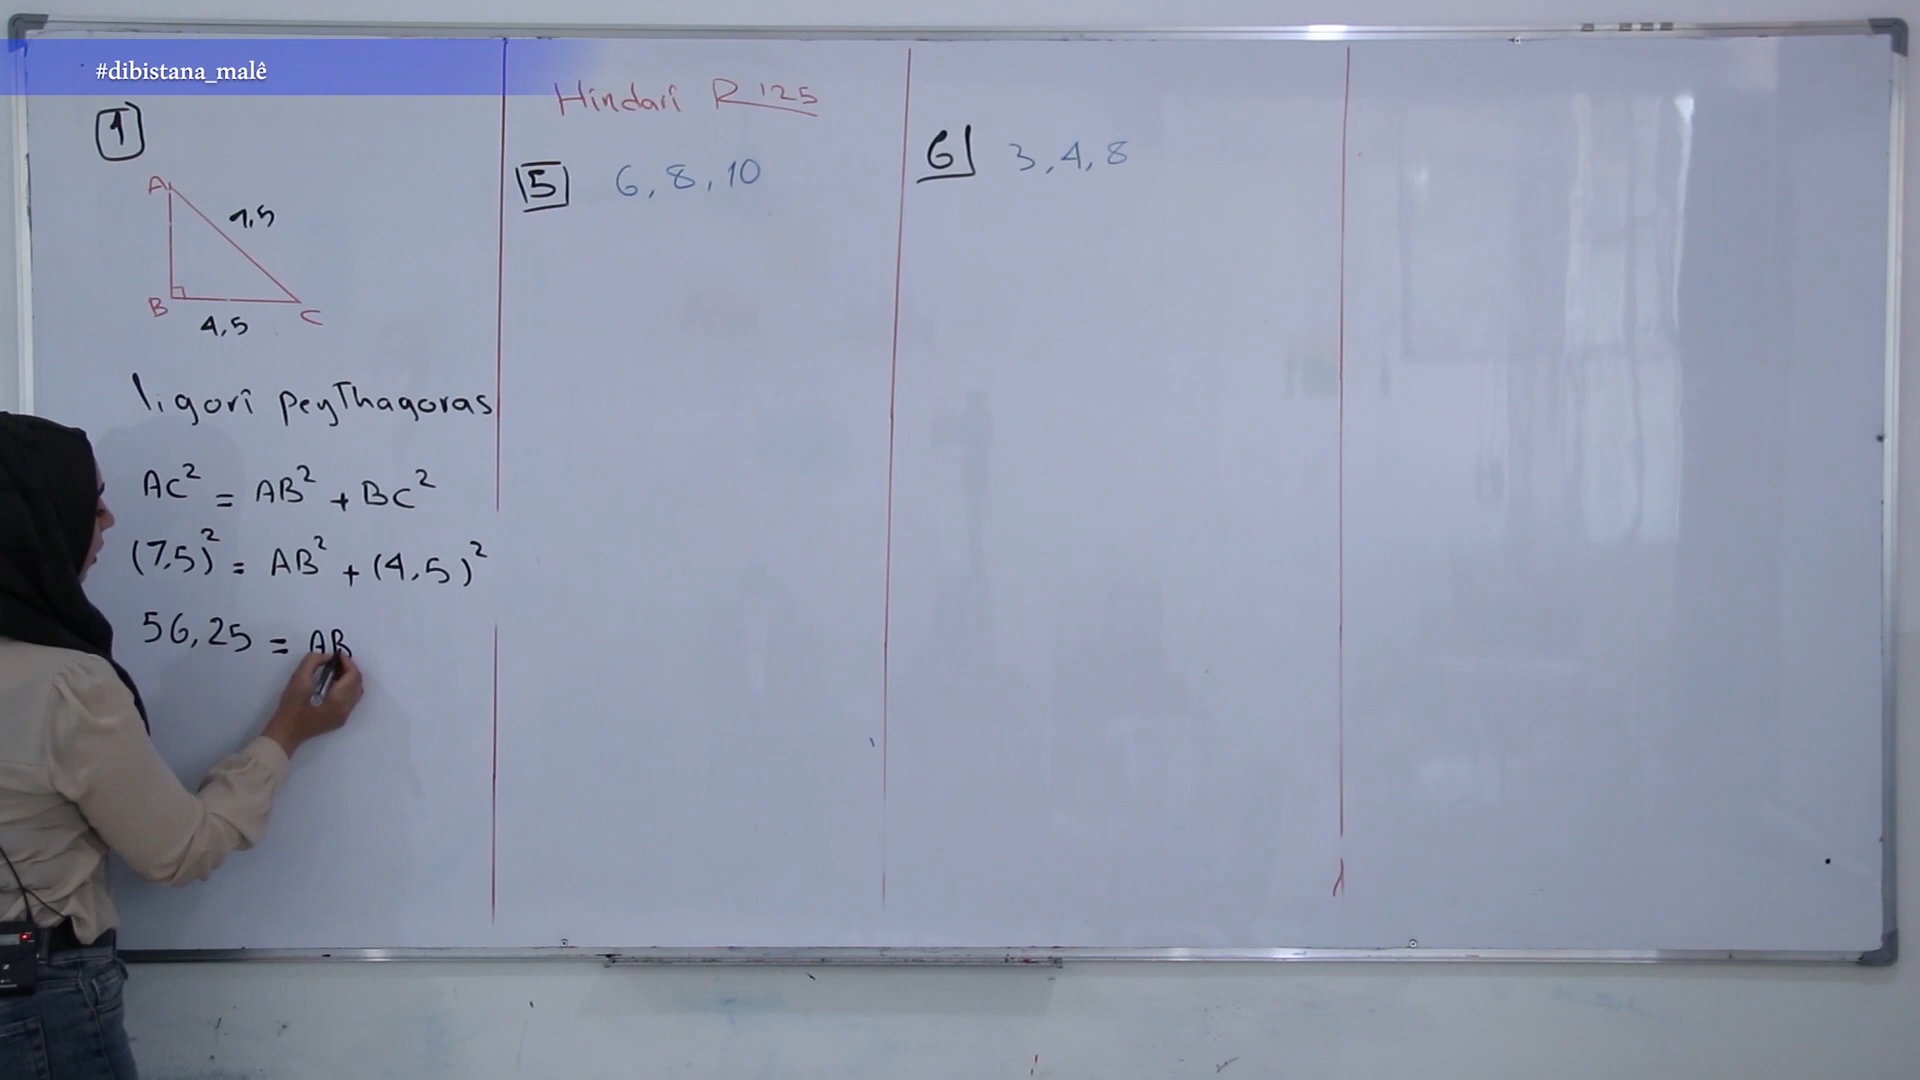 #dibistana_malê
1
A
7,5
B
C
4,5
ligorî peyThagoras
AC² = AB² + BC²
(7,5)² = AB² + (4,5)²
56,25 = AB
Hindarî R 125
5 6, 8, 10
6 3, 4, 8